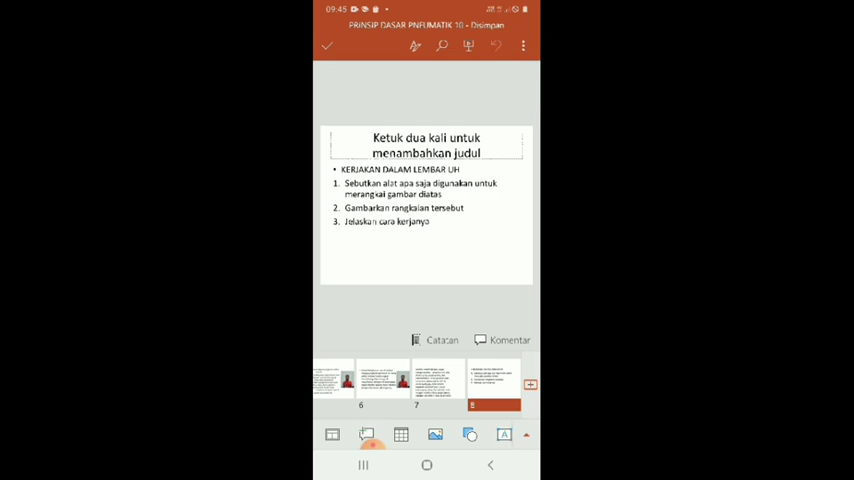 09:45
PRINSIP DASAR PNEUMATIK 10 - Disimpan
Ketuk dua kali untuk
menambahkan judul
• KERJAKAN DALAM LEMBAR UH
1. Sebutkan alat apa saja digunakan untuk
merangkai gambar diatas
2. Gambarkan rangkaian tersebut
3. Jelaskan cara kerjanya
Catatan
Komentar
6
7
8